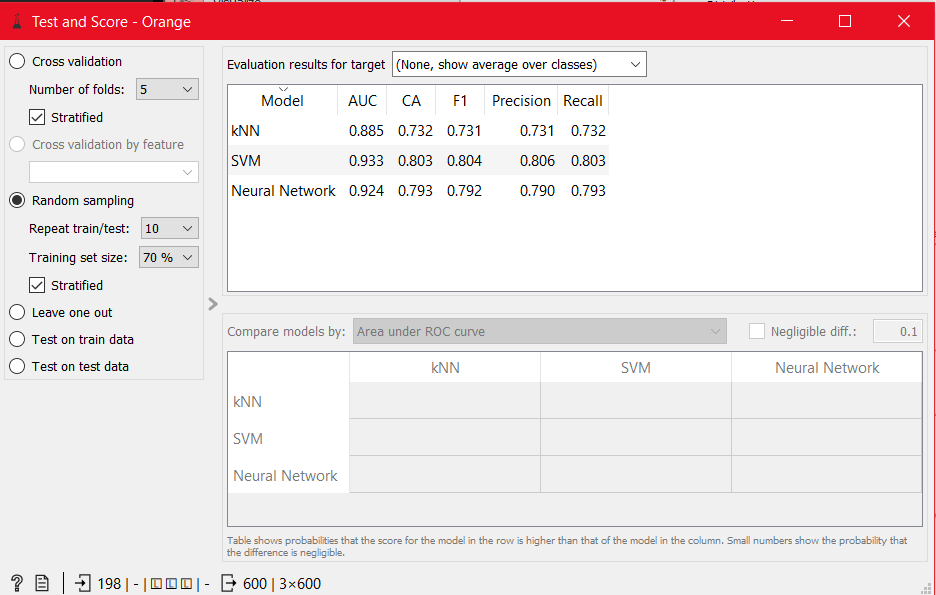 Test and Score - Orange
Cross validation
Number of folds: 5
Stratified
Cross validation by feature
Random sampling
Repeat train/test: 10
Training set size: 70 %
Stratified
Leave one out
Test on train data
Test on test data
Evaluation results for target (None, show average over classes)
Model AUC CA F1 Precision Recall
kNN 0.885 0.732 0.731 0.731 0.732
SVM 0.933 0.803 0.804 0.806 0.803
Neural Network 0.924 0.793 0.792 0.790 0.793
Compare models by: Area under ROC curve Negligible diff.: 0.1
kNN SVM Neural Network
kNN
SVM
Neural Network
Table shows probabilities that the score for the model in the row is higher than that of the model in the column. Small numbers show the probability that
the difference is negligible.
? 198 | - | | - 600 | 3×600